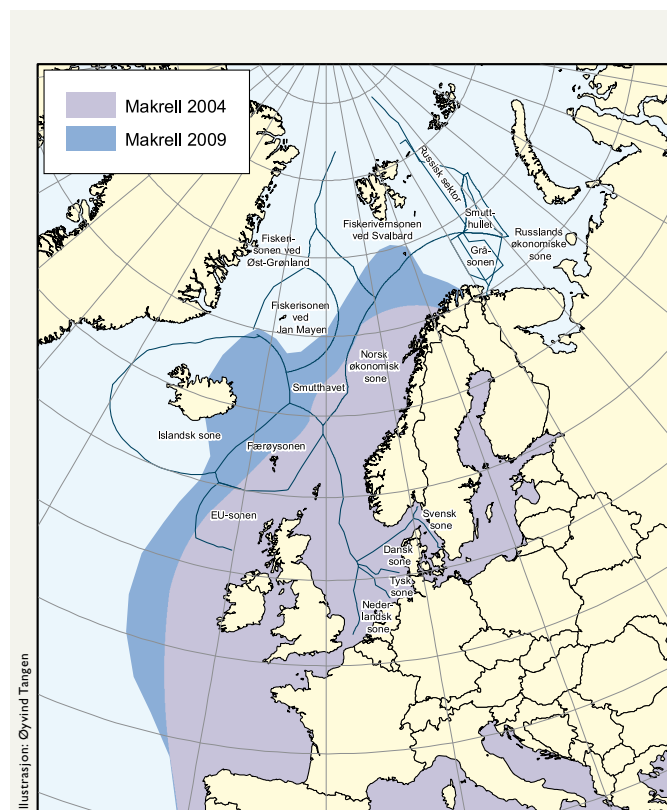 Makrell 2004
Makrell 2009
Russisk sektor
Smutt-
hullet
Fiskerivernsonen
ved Svalbard
Russlands
økonomiske
sone
Fiskeri-
sonen ved
Øst-Grønland
Grå-
sonen
Fiskerisonen
ved
Jan Mayen
Norsk
økonomisk
sone
Smutthavet
Islandsk sone
Færøysonen
EU-sonen
Svensk
sone
Dansk
sone
Tysk
sone
Neder-
landsk
sone
Illustrasjon: Øyvind Tangen